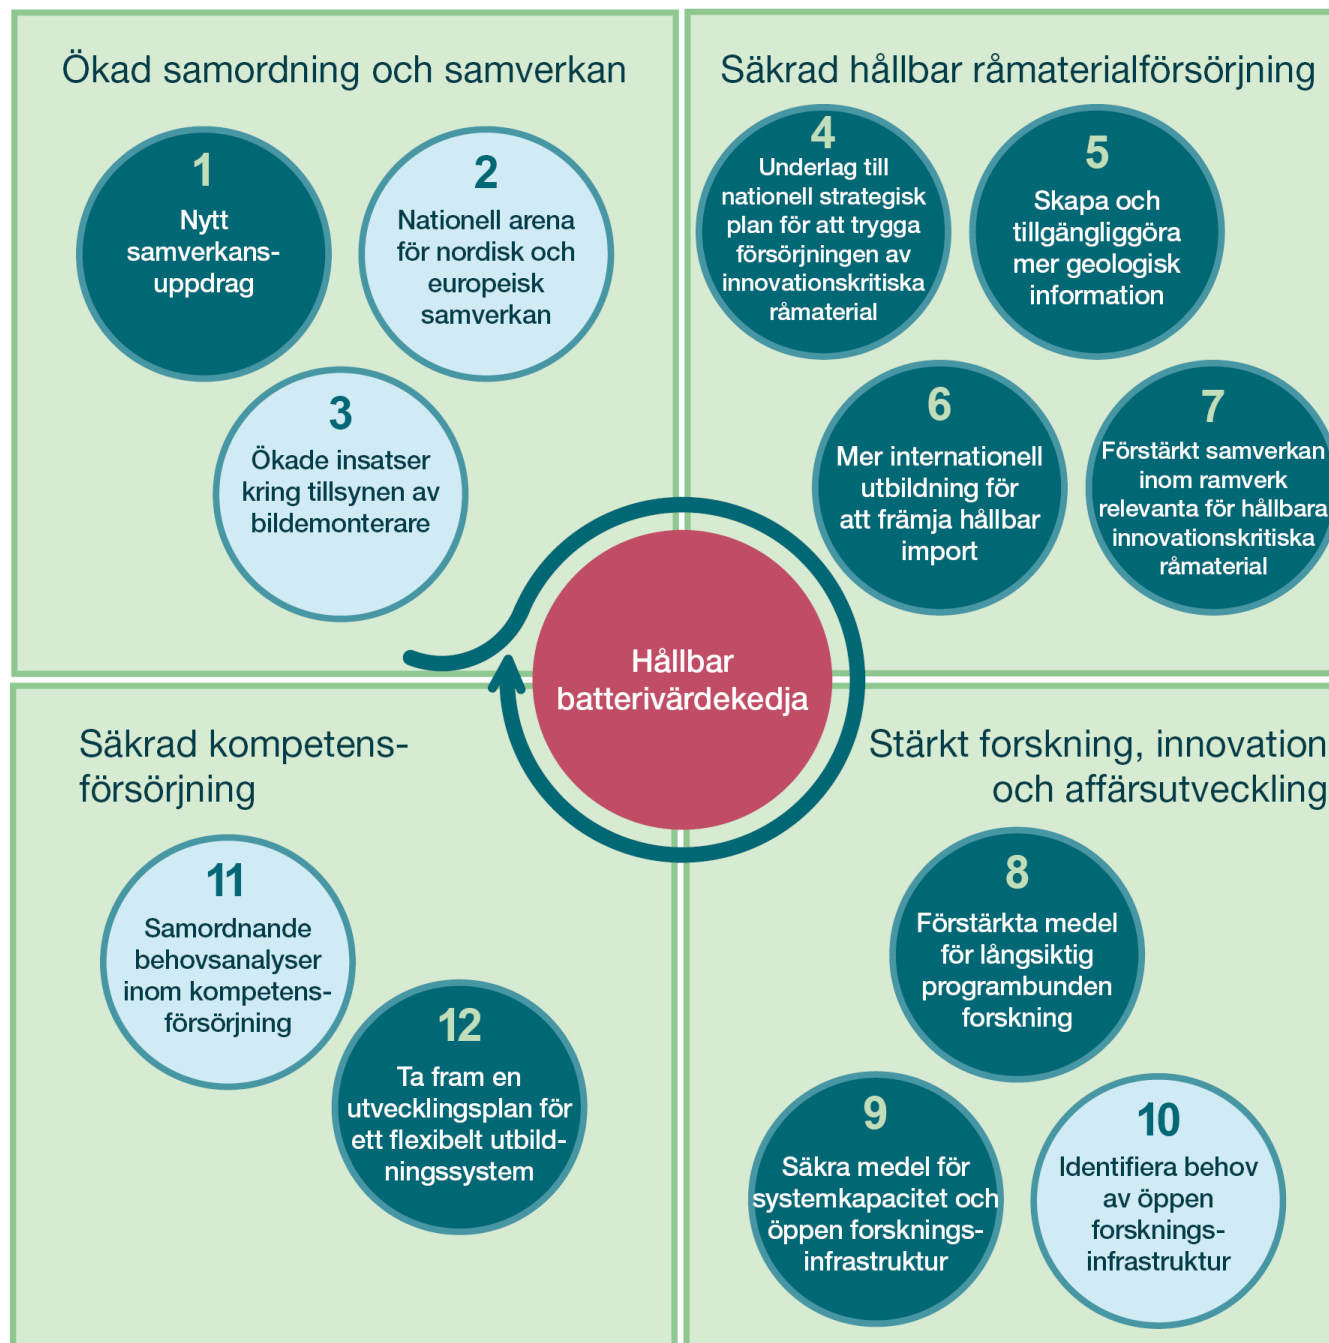 Ökad samordning och samverkan
1
Nytt
samverkans-
uppdrag
2
Nationell arena
för nordisk och
europeisk
samverkan
3
Ökade insatser
kring tillsynen av
bildemonterare
Säkrad hållbar råmaterialförsörjning
4
Underlag till
nationell strategisk
plan för att trygga
försörjningen av
innovationskritiska
råmaterial
5
Skapa och
tillgängliggöra
mer geologisk
information
6
Mer internationell
utbildning för
att främja hållbar
import
7
Förstärkt samverkan
inom ramverk
relevanta för hållbara
innovationskritiska
råmaterial
Hållbar
batterivärdekedja
Säkrad kompetens-
försörjning
11
Samordnande
behovsanalyser
inom kompetens-
försörjning
12
Ta fram en
utvecklingsplan för
ett flexibelt utbild-
ningssystem
Stärkt forskning, innovation
och affärsutveckling
8
Förstärkta medel
för långsiktig
programbunden
forskning
9
Säkra medel för
systemkapacitet och
öppen forsknings-
infrastruktur
10
Identifiera behov
av öppen
forsknings-
infrastruktur